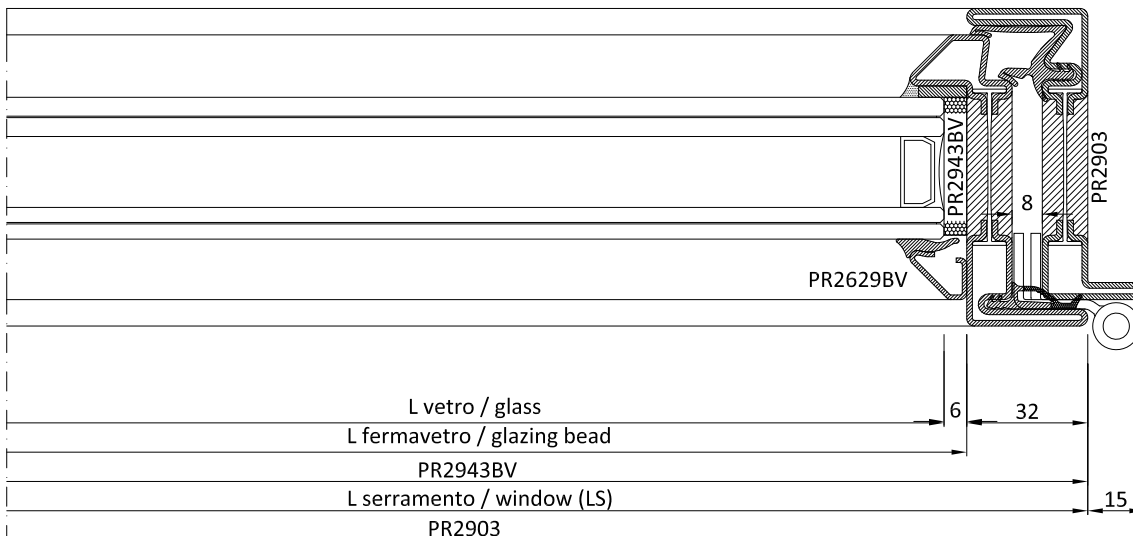 PR2943BV
PR2903
8
PR2629BV
L vetro / glass
6
32
L fermavetro / glazing bead
PR2943BV
L serramento / window (LS)
15
PR2903